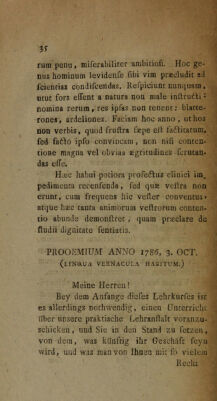 35
rum penu, miserabiliter ambitiosi. Hoc ge-
nus hominum levidense sibi vim præcludit ad
scientias condiscendas. Respiciunt nunquam,
utut fors essent a natura non male instructi:
nomina rerum, res ipsas non tenent: blatte-
rones, ardeliones. Faciam hoc anno, ut hos
non verbis, quod frustra sæpe est factitatum,
sed facto ipso convincam, non nisi conten-
tione magna vel obvias ægritudines scrutan-
das esse.
Hæc habui potiora profectus clinici im-
pedimenta recensenda, sed quæ vestra non
erunt, cum frequens hic vester conventus
atque hæc tanta animorum vestrorum conten-
tio abunde demonstret, quam præclare de
studii dignitate sentiatis.
PROOEMIUM ANNO 1786, 3. OCT.
(LINGUA VERNACULA HABITUM.)
Meine Herren!
Bey dem Anfange dieses Lehrkurses ist
es allerdings nothwendig, einen Unterricht
über unsere praktische Lehranstalt voranzu-
schicken, und Sie in den Stand zu setzen,
von dem, was künftig ihr Geschäft seyn
wird, und was man von Ihnen mit so vielem
Recht